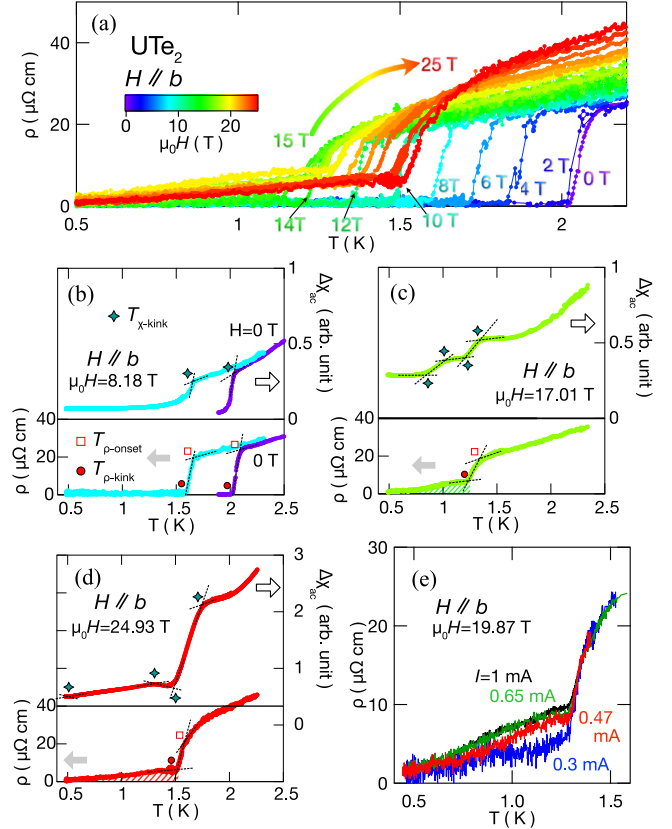 (a)
UTe2
H // b
0 10 20
μ0H ( T )
15 T
25 T
14T
12T
10 T
8T
6 T
4 T
2 T
0 T
ρ (μΩ cm)
40
20
0
0.5 1 1.5 2
T ( K )
(b)
Tχ-kink
H // b
μ0H=8.18 T
H=0 T
1
0.5
0
Δχac (arb. unit)
Tρ-onset
Tρ-kink
0 T
ρ (μΩ cm)
40
20
0
0.5 1 1.5 2 2.5
T ( K )
(c)
H // b
μ0H=17.01 T
1
0.5
0
Δχac (arb. unit)
ρ (μΩ cm)
40
20
0
0.5 1 1.5 2 2.5
T ( K )
(d)
H // b
μ0H=24.93 T
3
2
1
0
Δχac (arb. unit)
ρ (μΩ cm)
40
20
0
0.5 1 1.5 2 2.5
T ( K )
(e)
H // b
μ0H=19.87 T
I=1 mA
0.65 mA
0.47
mA
0.3 mA
ρ (μΩ cm)
30
20
10
0
0.5 1.0 1.5
T ( K )